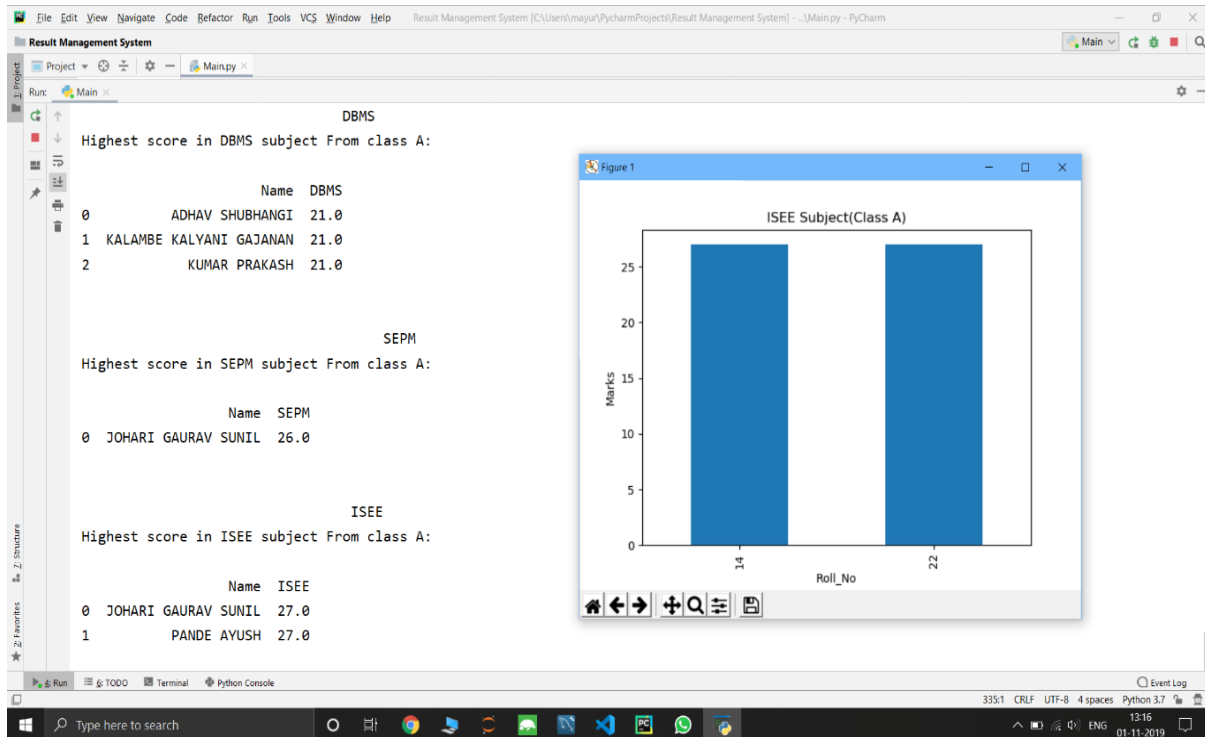 File Edit View Navigate Code Refactor Run Tools VCS Window Help Result Management System [C:\Users\mayur\PycharmProjects\Result Management System] - ...\Main.py - PyCharm
Result Management System
Main
1: Project
Project
Main.py
Run: Main
DBMS
Highest score in DBMS subject From class A:
Name DBMS
0 ADHAV SHUBHANGI 21.0
1 KALAMBE KALYANI GAJANAN 21.0
2 KUMAR PRAKASH 21.0
SEPM
Highest score in SEPM subject From class A:
Name SEPM
0 JOHARI GAURAV SUNIL 26.0
ISEE
Highest score in ISEE subject From class A:
Name ISEE
0 JOHARI GAURAV SUNIL 27.0
1 PANDE AYUSH 27.0
Figure 1
ISEE Subject(Class A)
25
20
15
10
5
0
Marks
14 22
Roll_No
7: Structure
2: Favorites
4: Run 6: TODO Terminal Python Console
Event Log
335:1 CRLF UTF-8 4 spaces Python 3.7
Type here to search
PC
ENG
13:16
01-11-2019